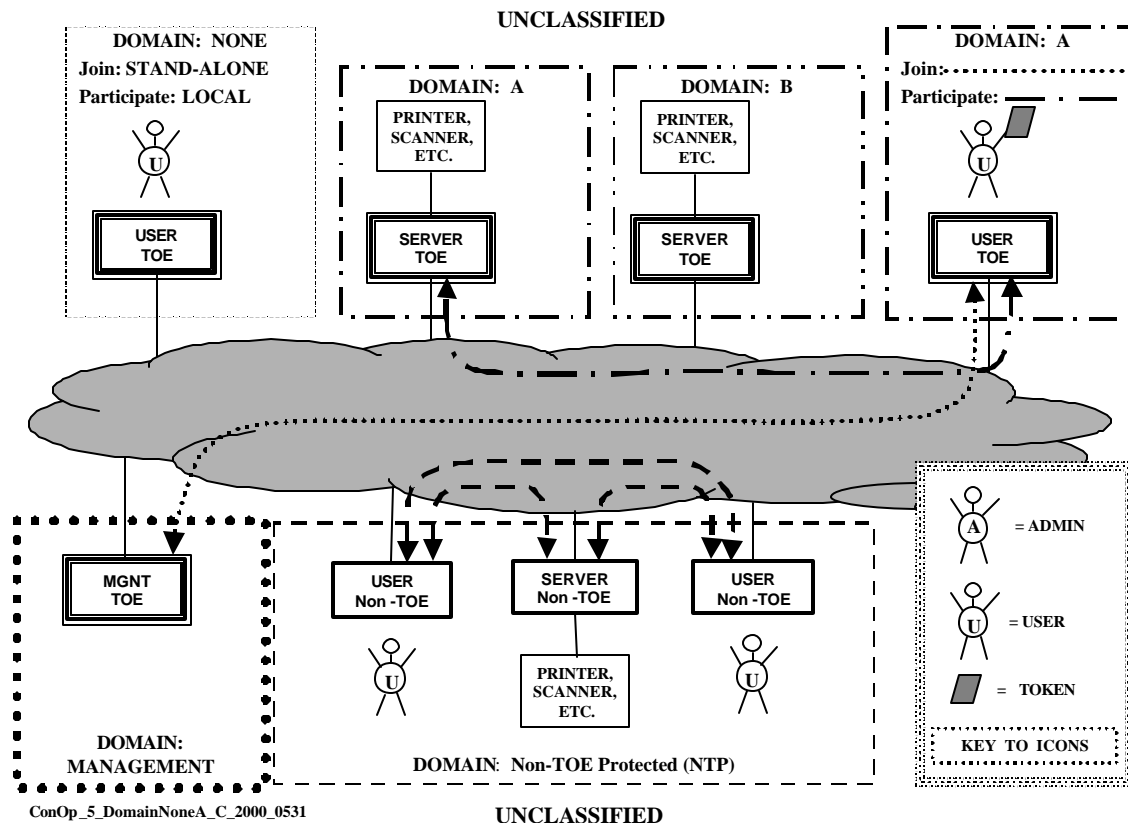 UNCLASSIFIED
DOMAIN: NONE
Join: STAND-ALONE
Participate: LOCAL
U
USER
TOE
DOMAIN: A
PRINTER,
SCANNER,
ETC.
SERVER
TOE
DOMAIN: B
PRINTER,
SCANNER,
ETC.
SERVER
TOE
DOMAIN: A
Join:
Participate:
U
USER
TOE
MGNT
TOE
DOMAIN:
MANAGEMENT
USER
Non -TOE
U
SERVER
Non -TOE
PRINTER,
SCANNER,
ETC.
USER
Non -TOE
U
DOMAIN: Non-TOE Protected (NTP)
A = ADMIN
U = USER
= TOKEN
KEY TO ICONS
ConOp_5_DomainNoneA_C_2000_0531
UNCLASSIFIED